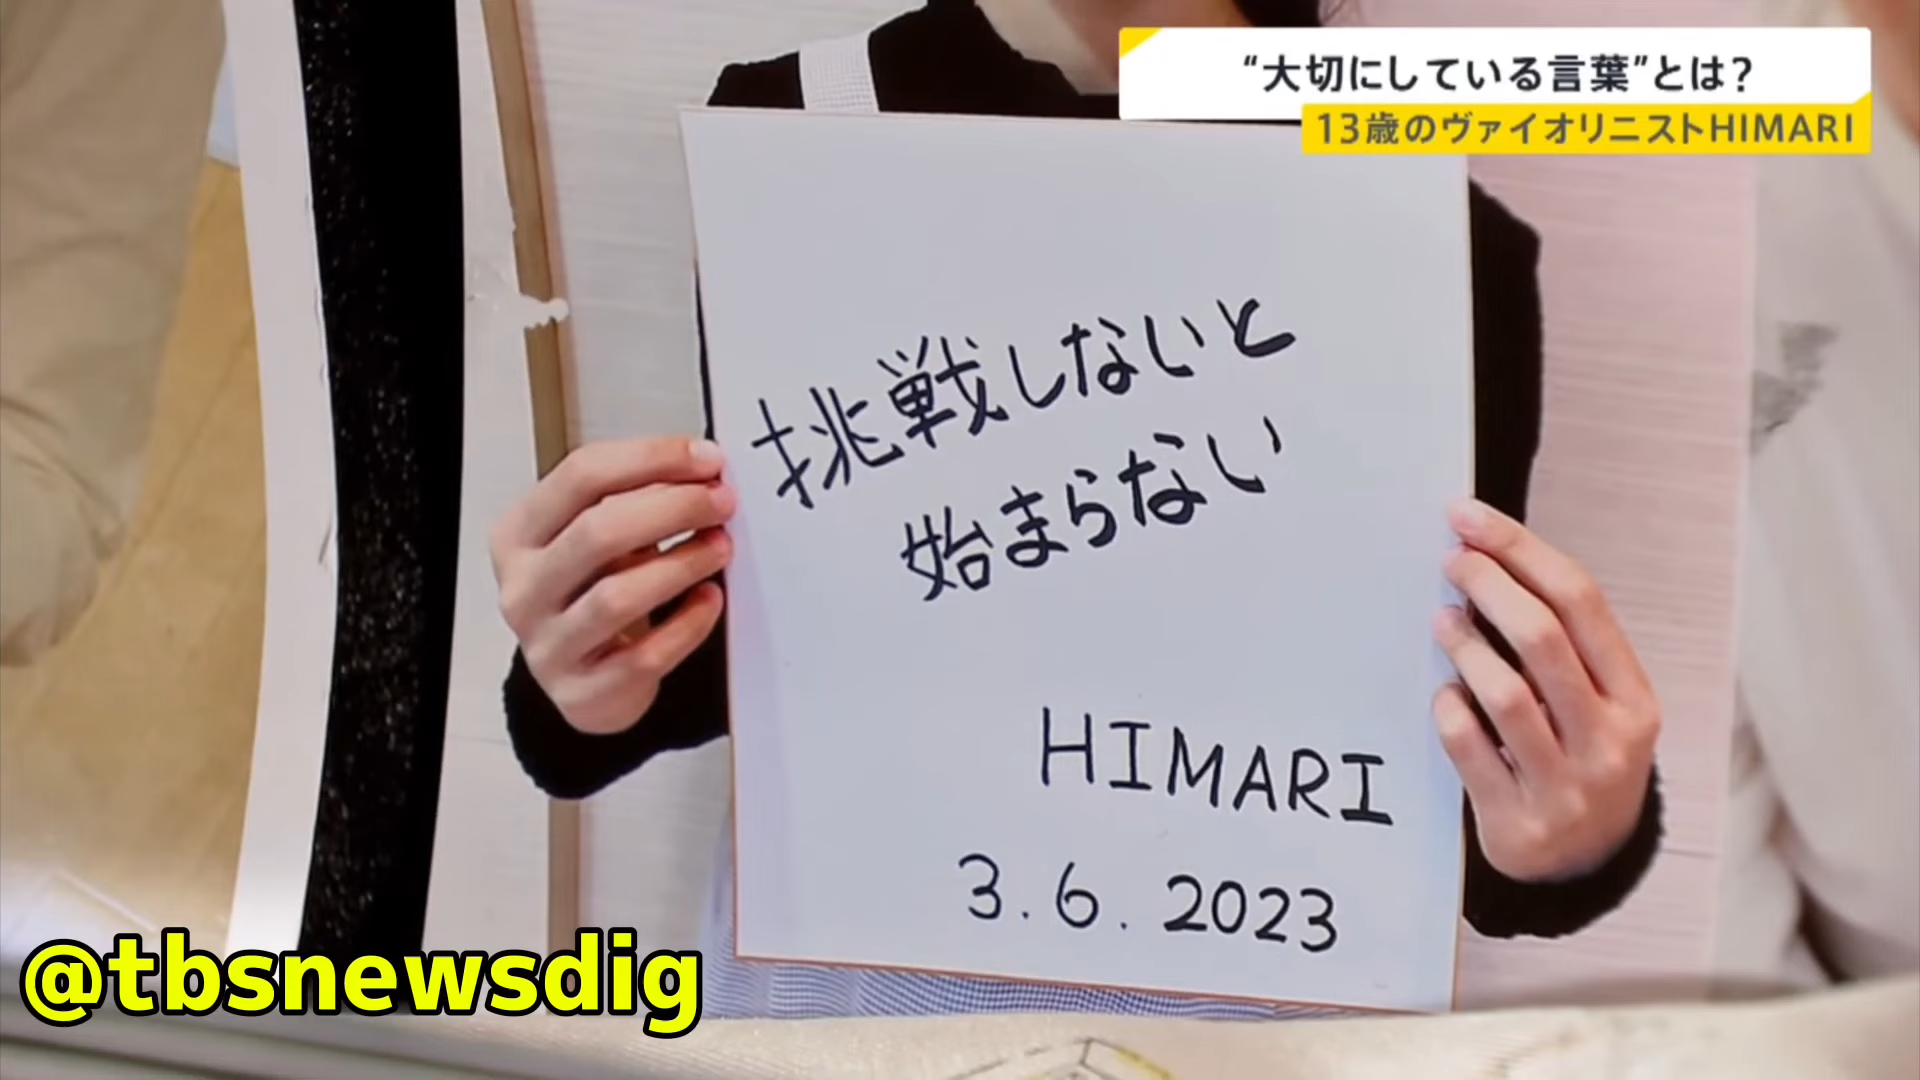 “大切にしている言葉”とは？
13歳のヴァイオリニストHIMARI
挑戦しないと
始まらない
HIMARI
3.6.2023
@tbsnewsdig